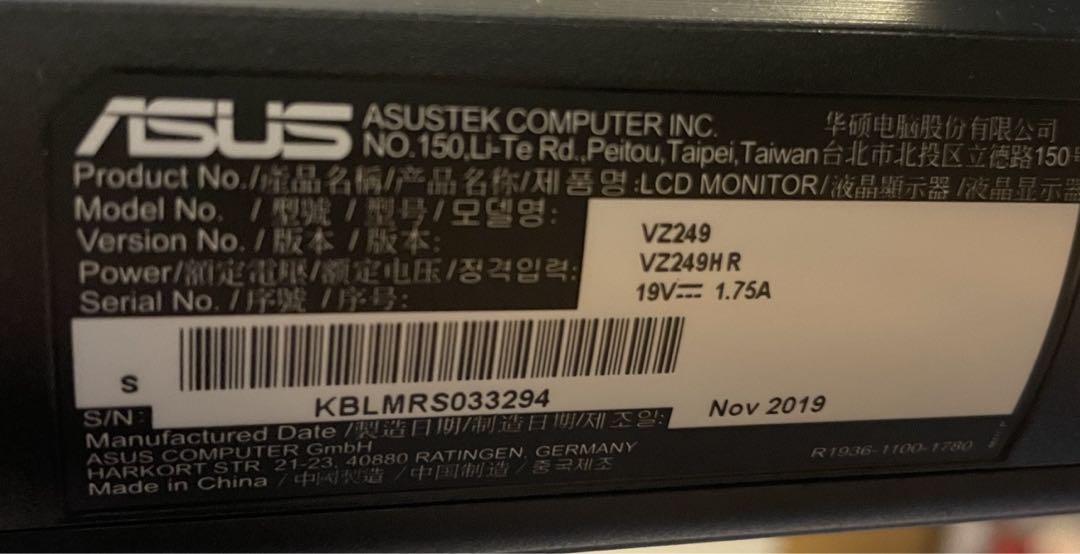 ASUS
ASUSTEK COMPUTER INC. 华硕电脑股份有限公司
NO.150,Li-Te Rd.,Peitou,Taipei,Taiwan 台北市北投区立德路150号
Product No./產品名稱/产品名称/제품명:LCD MONITOR/液晶顯示器 /液晶显示器
Model No. / 型號 / 型号/모델명: VZ249
Version No. / 版本 / 版本: VZ249HR
Power/額定電壓/额定电压/정격입력: 19V⎓ 1.75A
Serial No. / 序號 / 序号:
S
S/N: KBLMRS033294
Manufactured Date /製造日期/制造日期/제조일: Nov 2019
ASUS COMPUTER GmbH
HARKORT STR. 21-23, 40880 RATINGEN, GERMANY
Made in China / 中國製造 / 中国制造 / 중국제조
R1936-1100-1780